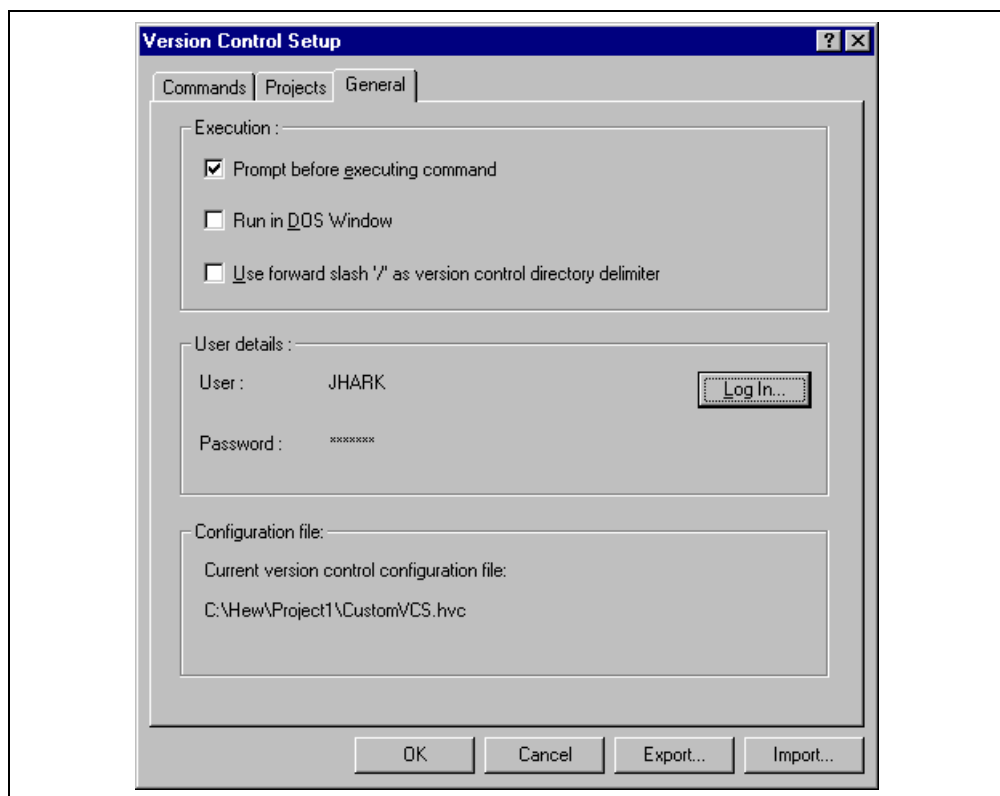 Version Control Setup
Commands Projects General
Execution :
Prompt before executing command
Run in DOS Window
Use forward slash '/' as version control directory delimiter
User details :
User : JHARK Log In...
Password : *******
Configuration file:
Current version control configuration file:
C:\Hew\Project1\CustomVCS.hvc
OK Cancel Export... Import...